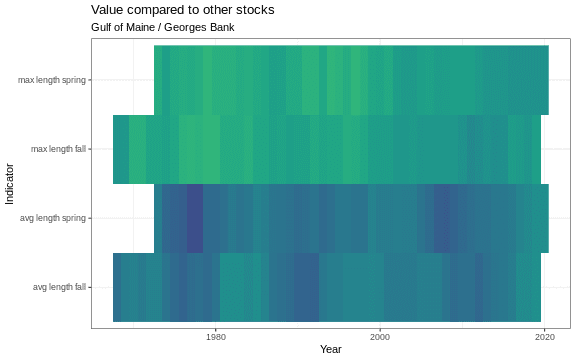 Value compared to other stocks
Gulf of Maine / Georges Bank
max length spring
max length fall
avg length spring
avg length fall
Indicator
1980
2000
2020
Year